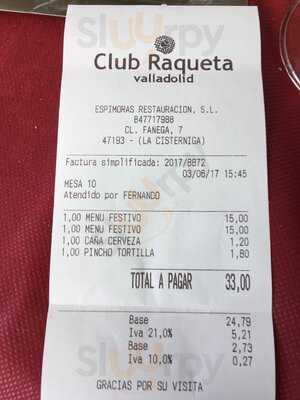 Sluurpy
Club Raqueta
valladolid
ESPIMORAS RESTAURACION, S.L.
B47717988
CL. FANEGA, 7
47193 - (LA CISTERNIGA)
Factura simplificada: 2017/8872
03/06/17 15:45
MESA 10
Atendido por FERNANDO
1,00 MENU FESTIVO 15,00
1,00 MENU FESTIVO 15,00
1,00 CAÑA CERVEZA 1,20
1,00 PINCHO TORTILLA 1,80
TOTAL A PAGAR 33,00
Base 24,79
Iva 21,0% 5,21
Base 2,73
Iva 10,0% 0,27
Sluurpy
GRACIAS POR SU VISITA